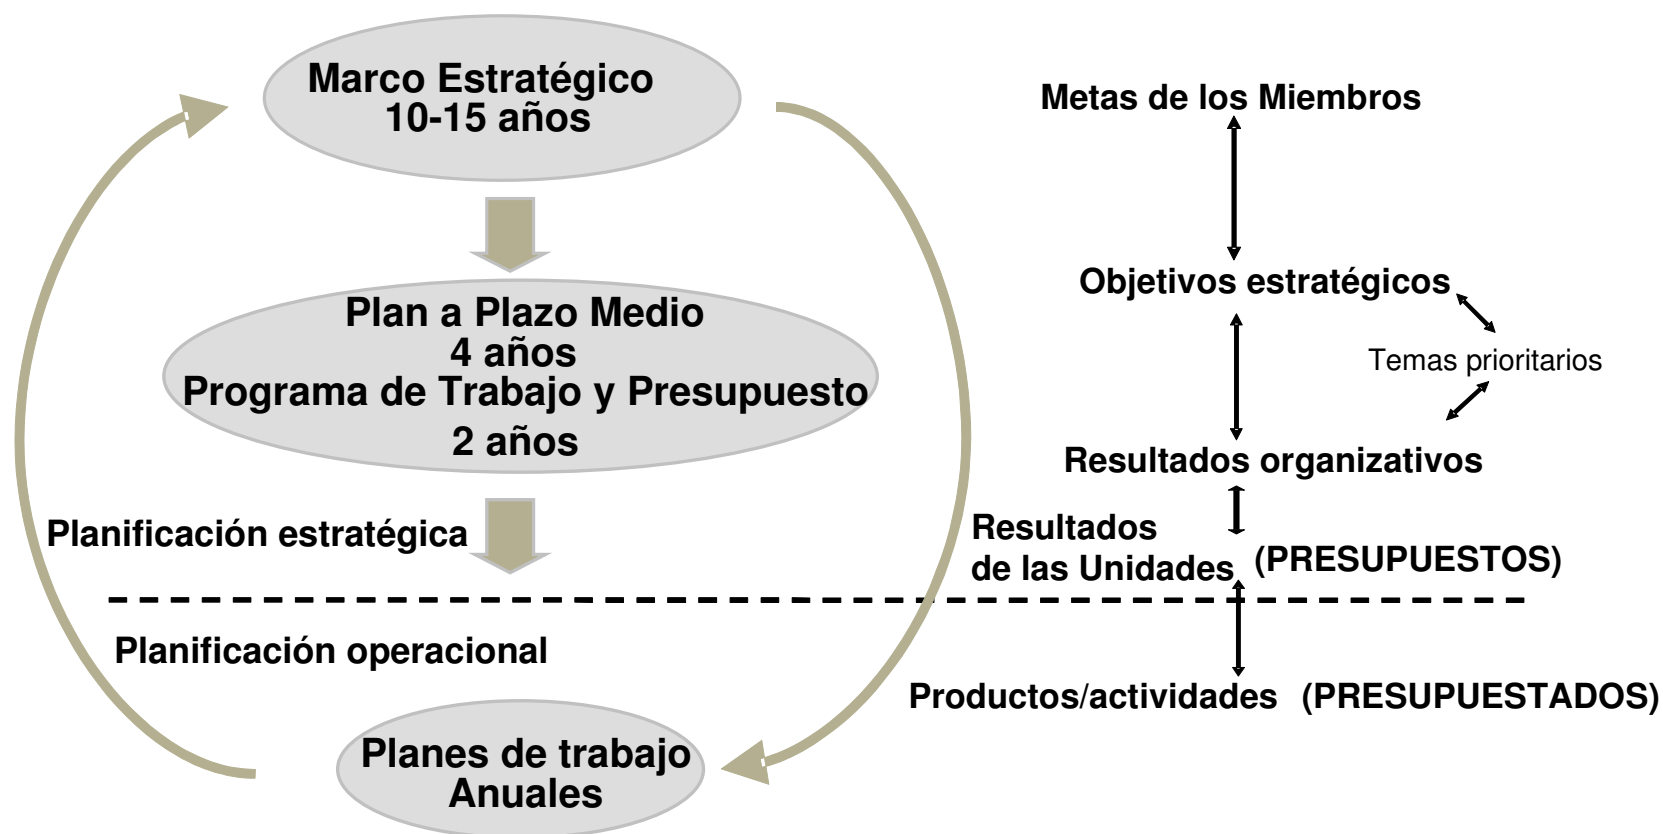 Marco Estratégico
10-15 años
Plan a Plazo Medio
4 años
Programa de Trabajo y Presupuesto
2 años
Planificación estratégica
Planificación operacional
Planes de trabajo
Anuales
Metas de los Miembros
Objetivos estratégicos
Temas prioritarios
Resultados organizativos
Resultados
de las Unidades (PRESUPUESTOS)
Productos/actividades (PRESUPUESTADOS)